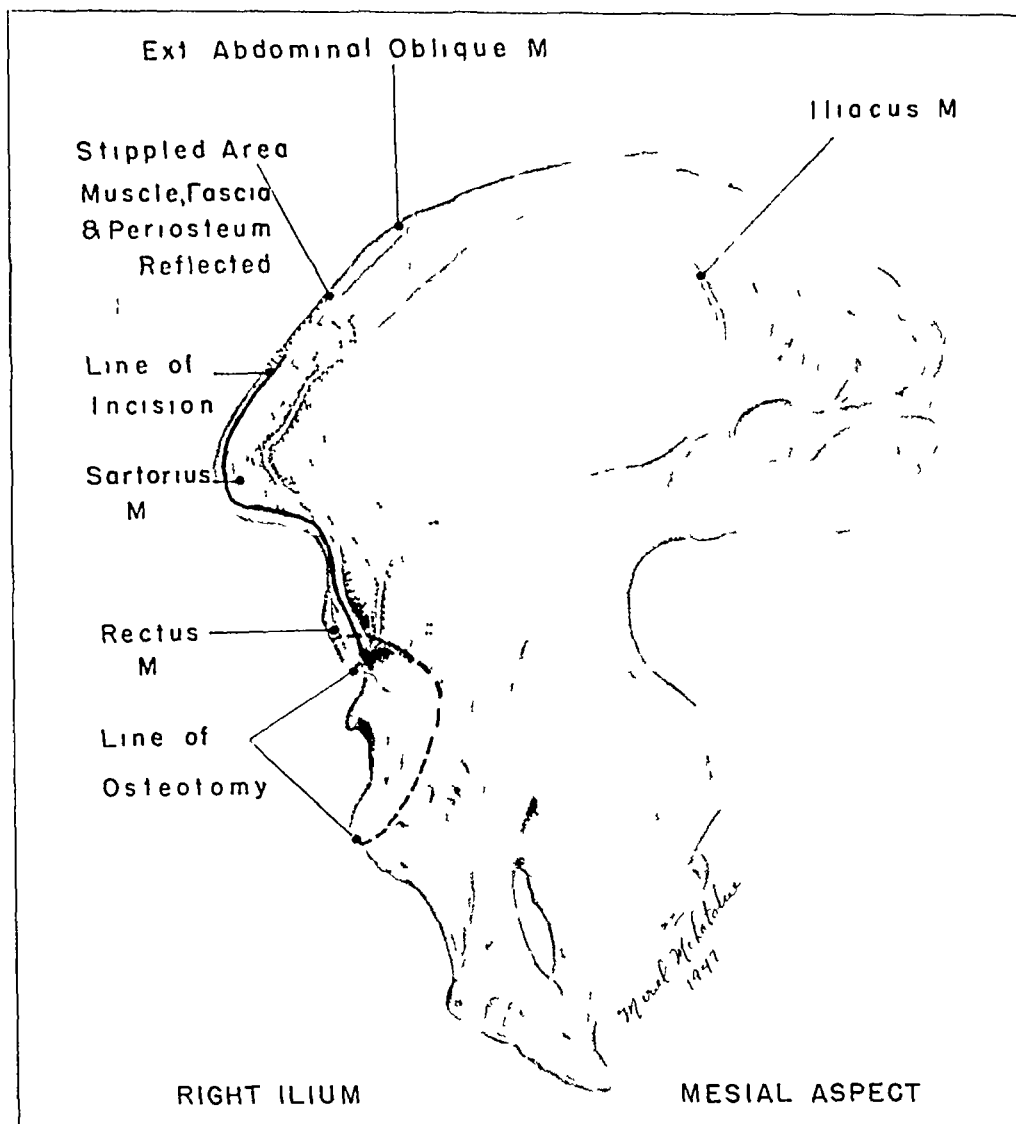 Ext Abdominal Oblique M
Iliacus M
Stippled Area
Muscle, Fascia
& Periosteum
Reflected
Line of
Incision
Sartorius
M
Rectus
M
Line of
Osteotomy
1947
RIGHT ILIUM
MESIAL ASPECT